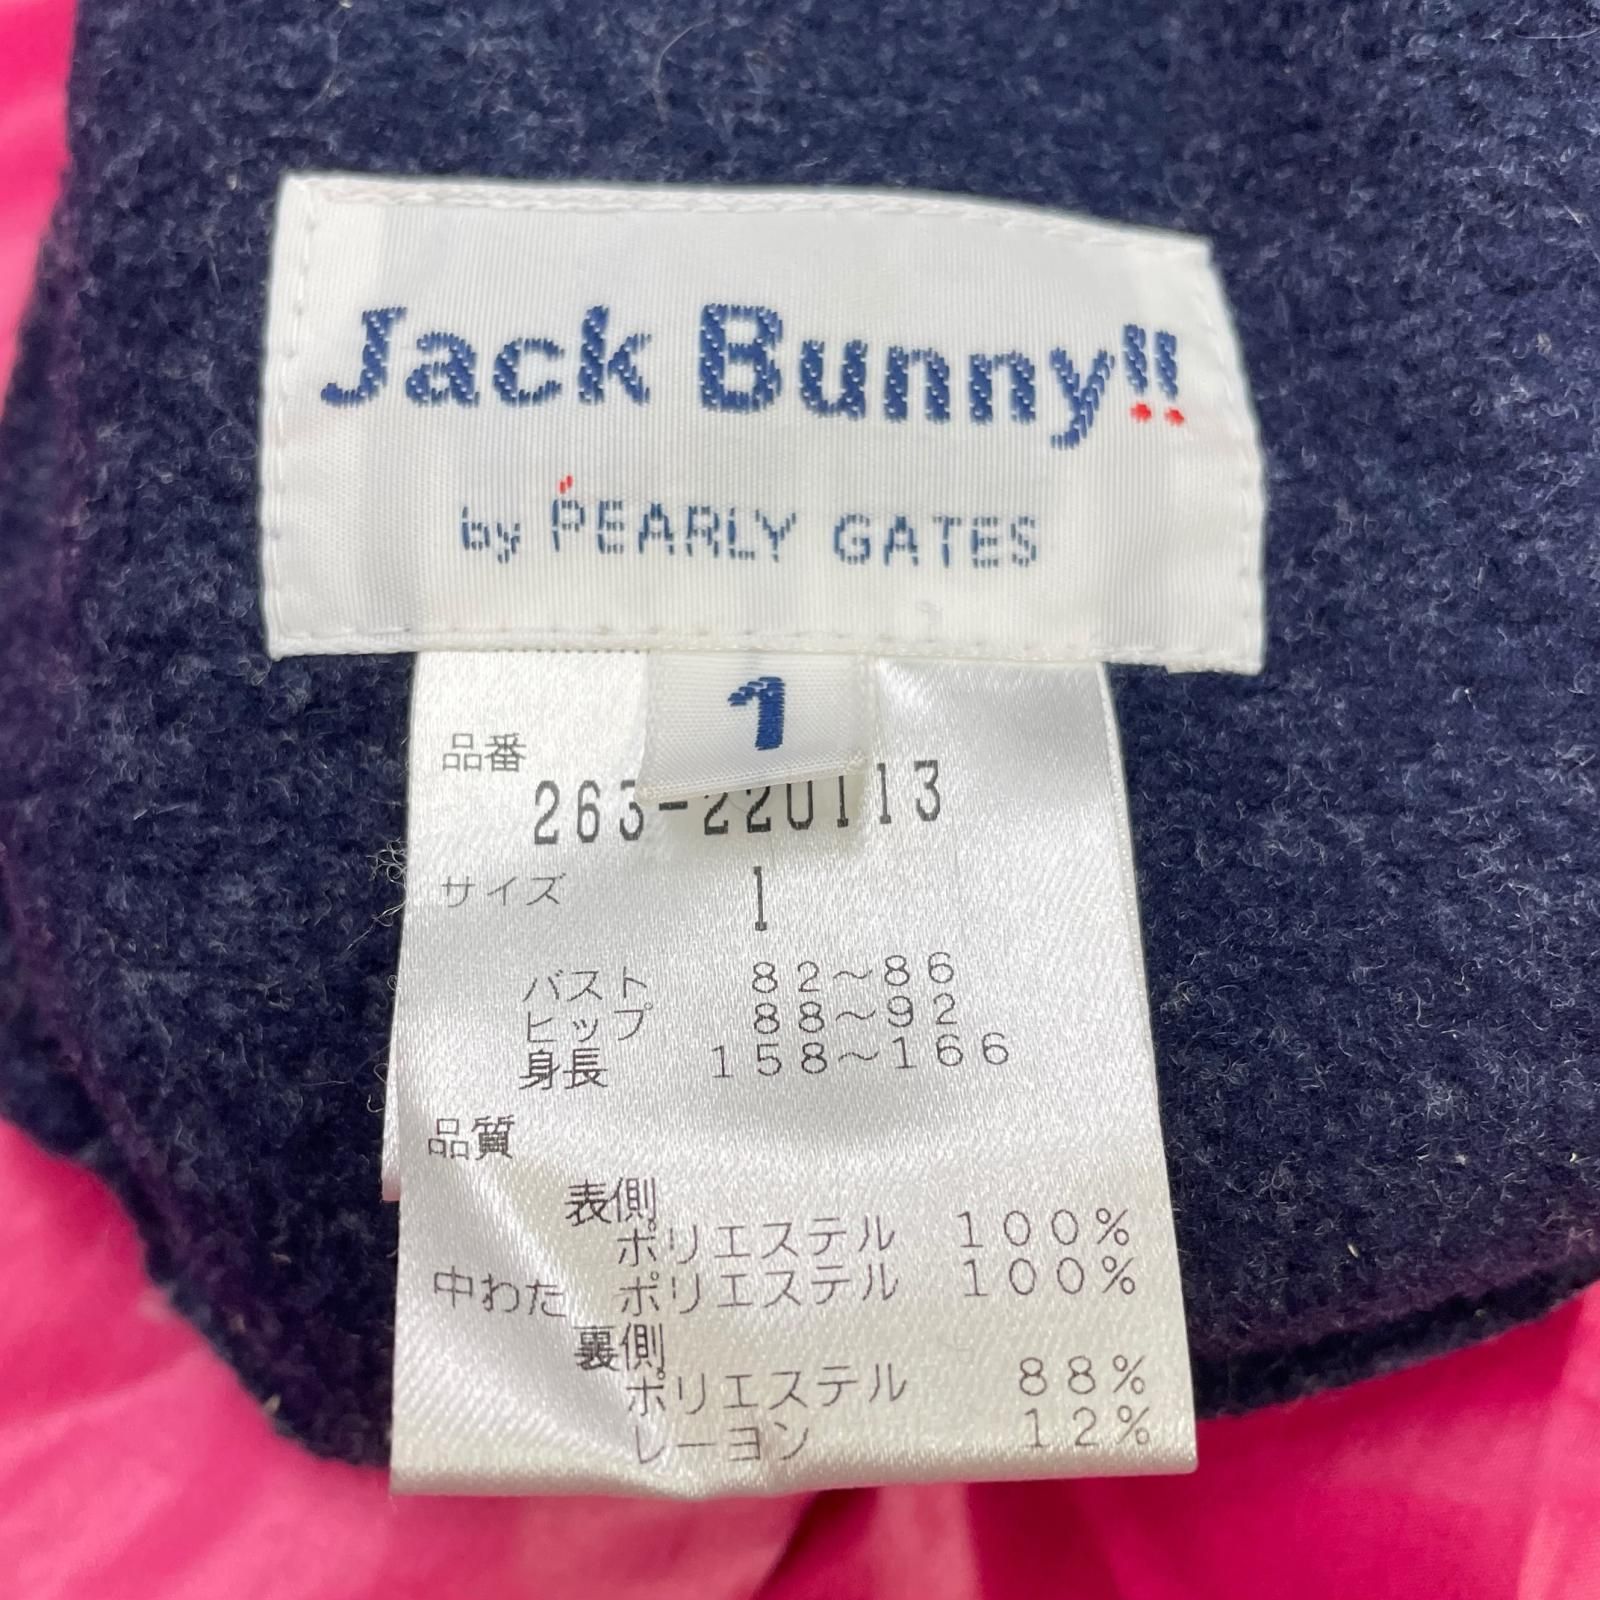 Jack Bunny!!
by PEARLY GATES
1
品番
263-220113
サイズ 1
バスト 82～86
ヒップ 88～92
身長 158～166
品質
表側
ポリエステル 100%
中わた ポリエステル 100%
裏側
ポリエステル 88%
レーヨン 12%